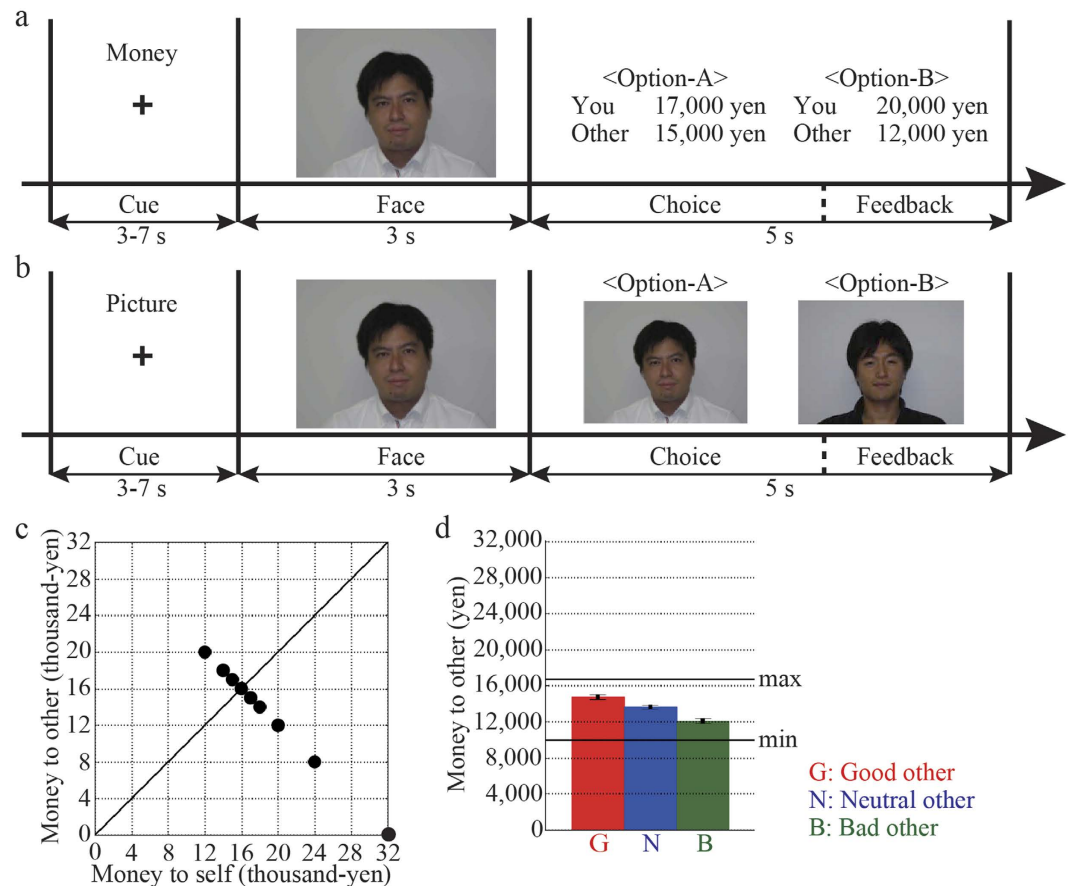 a
Money
+
<Option-A> <Option-B>
You 17,000 yen You 20,000 yen
Other 15,000 yen Other 12,000 yen
Cue Face Choice Feedback
3-7 s 3 s 5 s
b
Picture
+
<Option-A> <Option-B>
Cue Face Choice Feedback
3-7 s 3 s 5 s
c
Money to other (thousand-yen)
32
28
24
20
16
12
8
4
0
0 4 8 12 16 20 24 28 32
Money to self (thousand-yen)
d
Money to other (yen)
32,000
28,000
24,000
20,000
16,000
12,000
8,000
4,000
0
max
min
G N B
G: Good other
N: Neutral other
B: Bad other